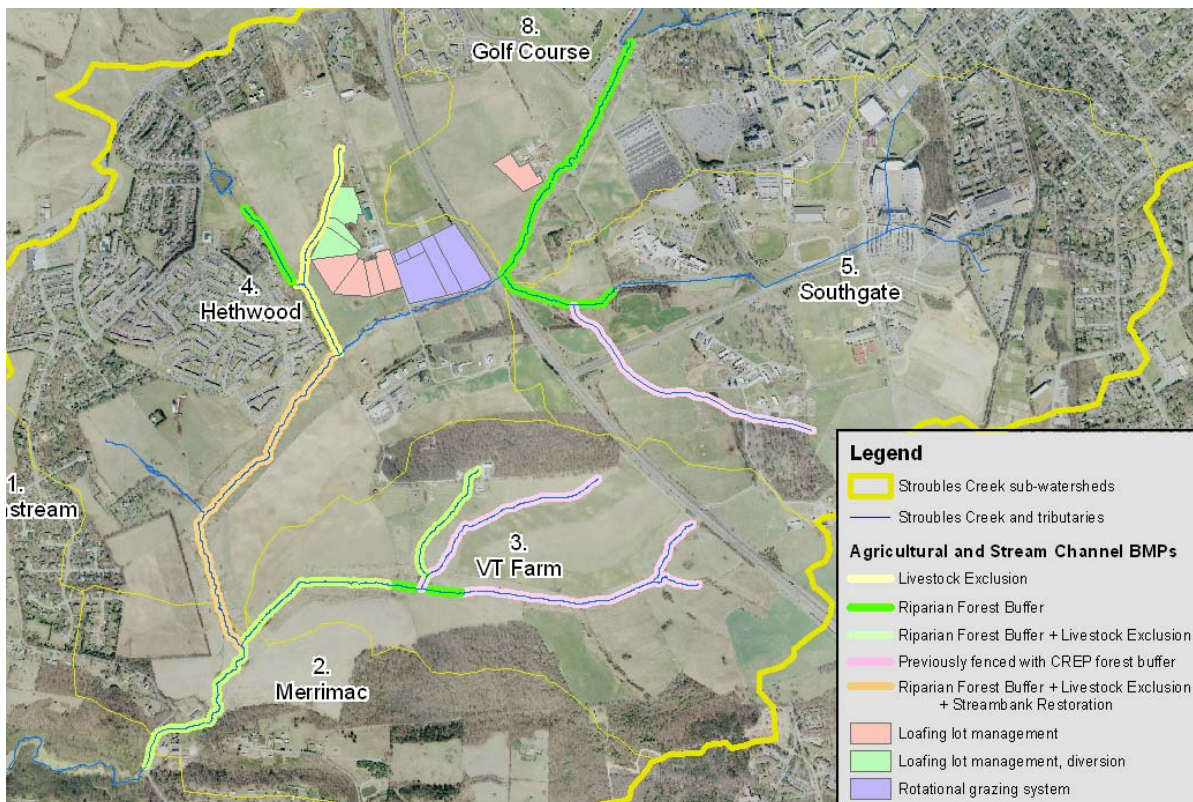 8.
Golf Course
4.
Hethwood
5.
Southgate
1.
nstream
3.
VT Farm
2.
Merrimac
Legend
Stroubles Creek sub-watersheds
Stroubles Creek and tributaries
Agricultural and Stream Channel BMPs
Livestock Exclusion
Riparian Forest Buffer
Riparian Forest Buffer + Livestock Exclusion
Previously fenced with CREP forest buffer
Riparian Forest Buffer + Livestock Exclusion
+ Streambank Restoration
Loafing lot management
Loafing lot management, diversion
Rotational grazing system